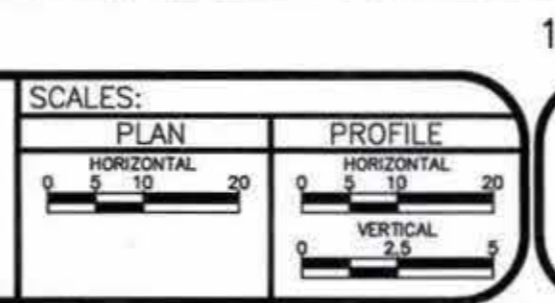 1
SCALES:
PLAN
HORIZONTAL
0 5 10 20
PROFILE
HORIZONTAL
0 5 10 20
VERTICAL
0 2.5 5